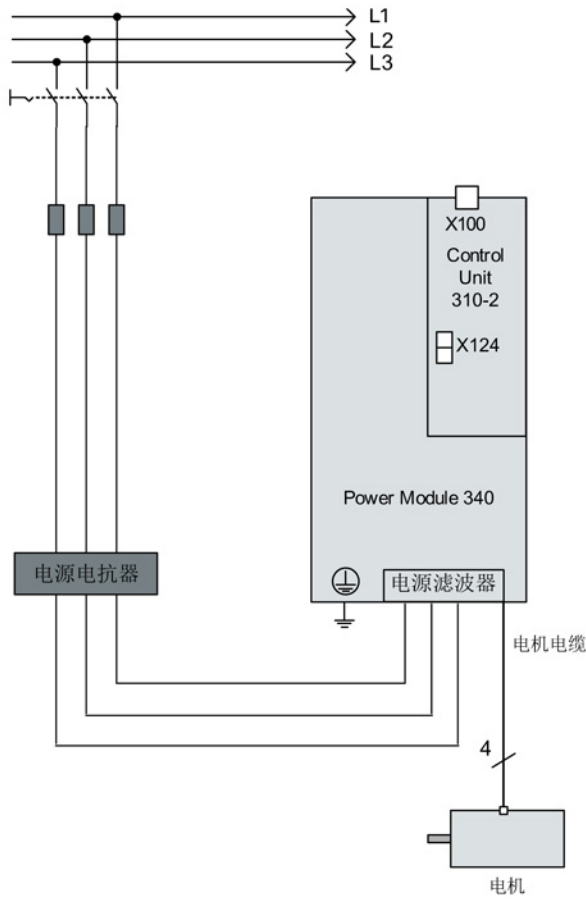 L1
L2
L3
X100
Control
Unit
310-2
X124
Power Module 340
电源电抗器
电源滤波器
电机电缆
4
电机